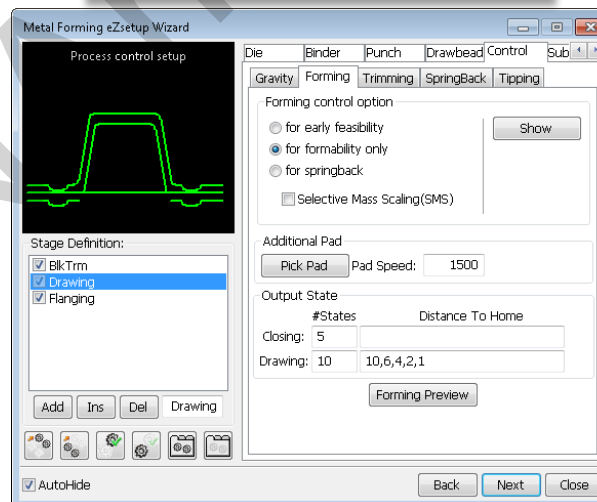 Metal Forming eZsetup Wizard
Process control setup
Die Binder Punch Drawbead Control Sub
Gravity Forming Trimming SpringBack Tipping
Forming control option
for early feasibility
Show
for formability only
for springback
Selective Mass Scaling(SMS)
Stage Definition:
BlkTrm
Drawing
Flanging
Add Ins Del Drawing
Additional Pad
Pick Pad Pad Speed: 1500
Output State
#States Distance To Home
Closing: 5
Drawing: 10 10,6,4,2,1
Forming Preview
AutoHide
Back Next Close